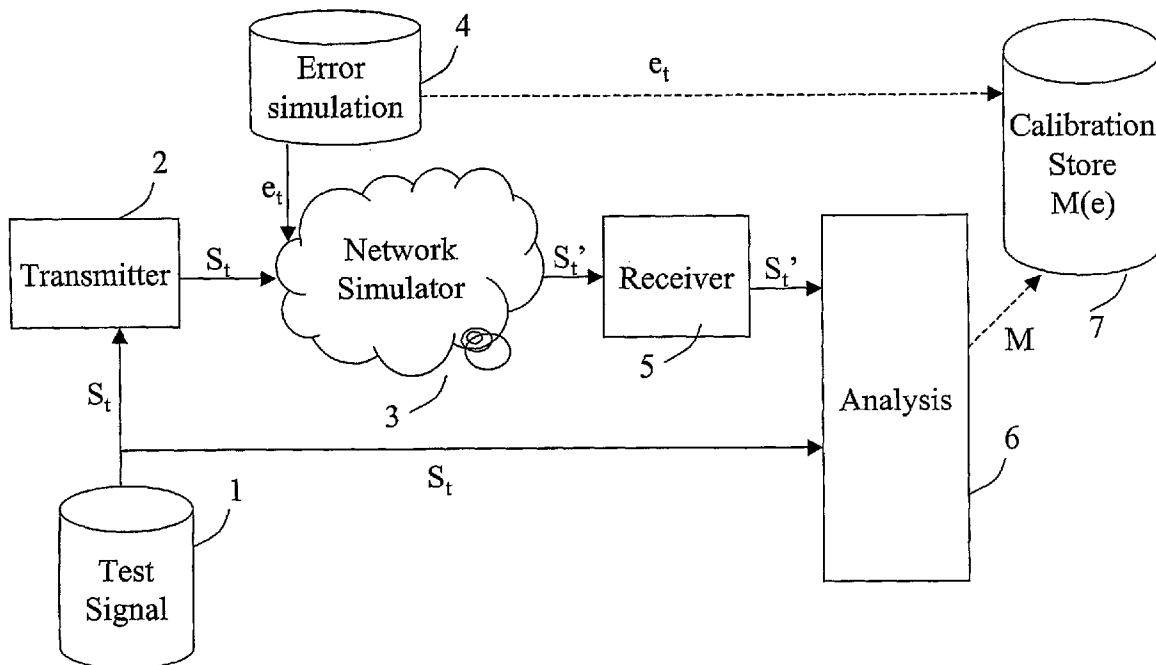 4
Error
simulation
e_t
Calibration
Store
M(e)
2
e_t
Transmitter
S_t
Network
Simulator
S_t’
Receiver
S_t’
7
M
5
3
S_t
Analysis
6
S_t
1
Test
Signal